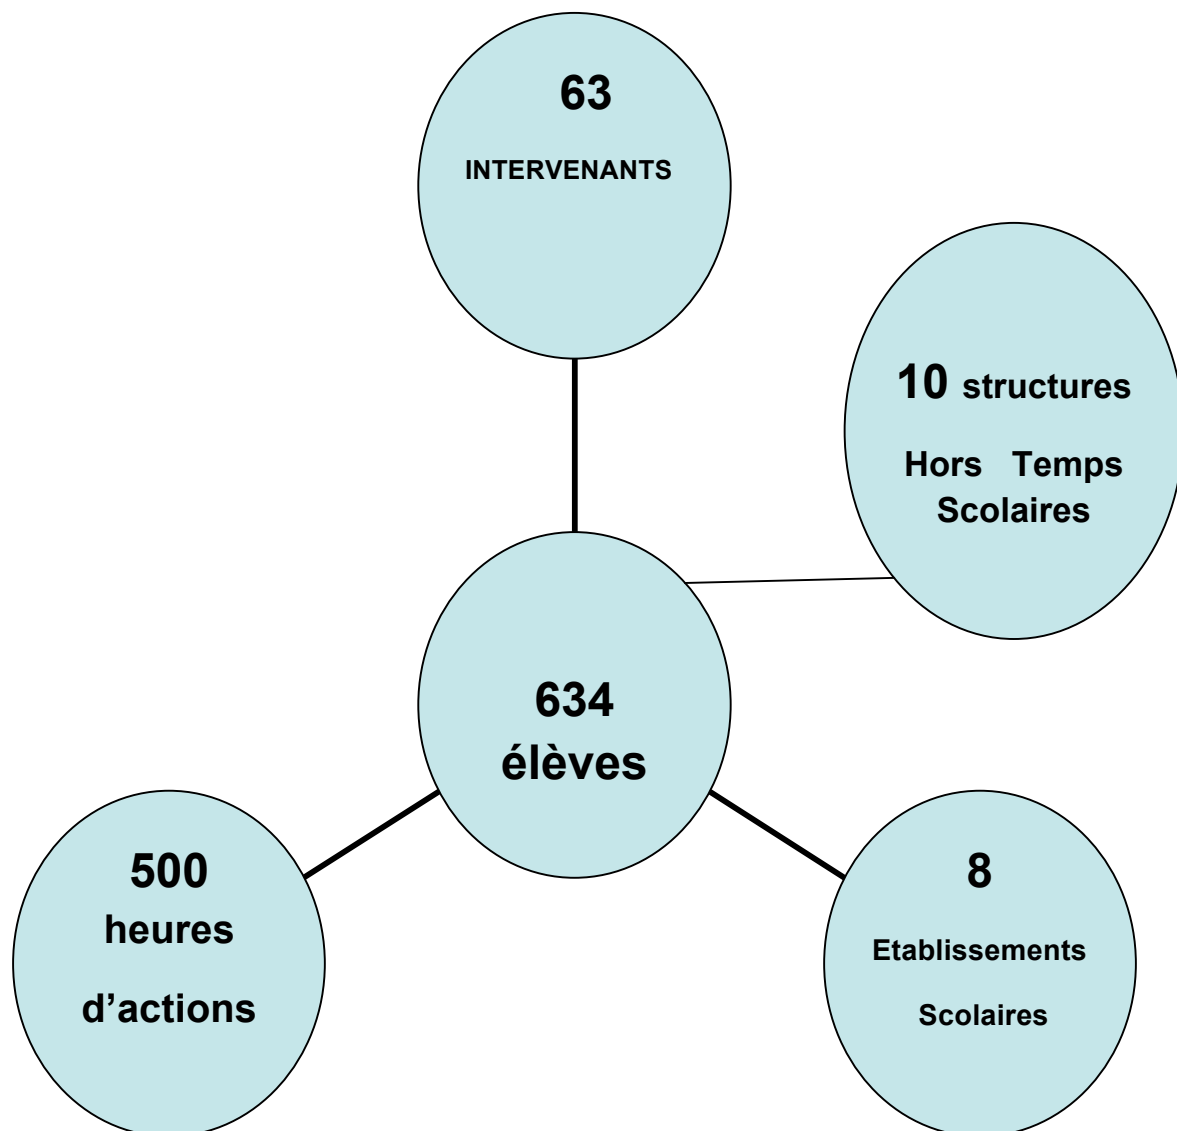 63
INTERVENANTS
10 structures
Hors Temps
Scolaires
634
élèves
500
heures
d’actions
8
Etablissements
Scolaires